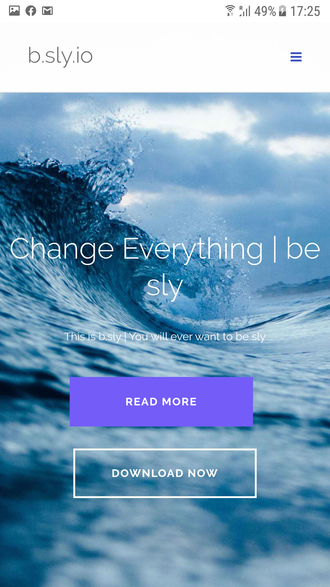 49% 17:25
b.sly.io
Change Everything | be
sly
This is b.sly | You will ever want to be sly
READ MORE
DOWNLOAD NOW